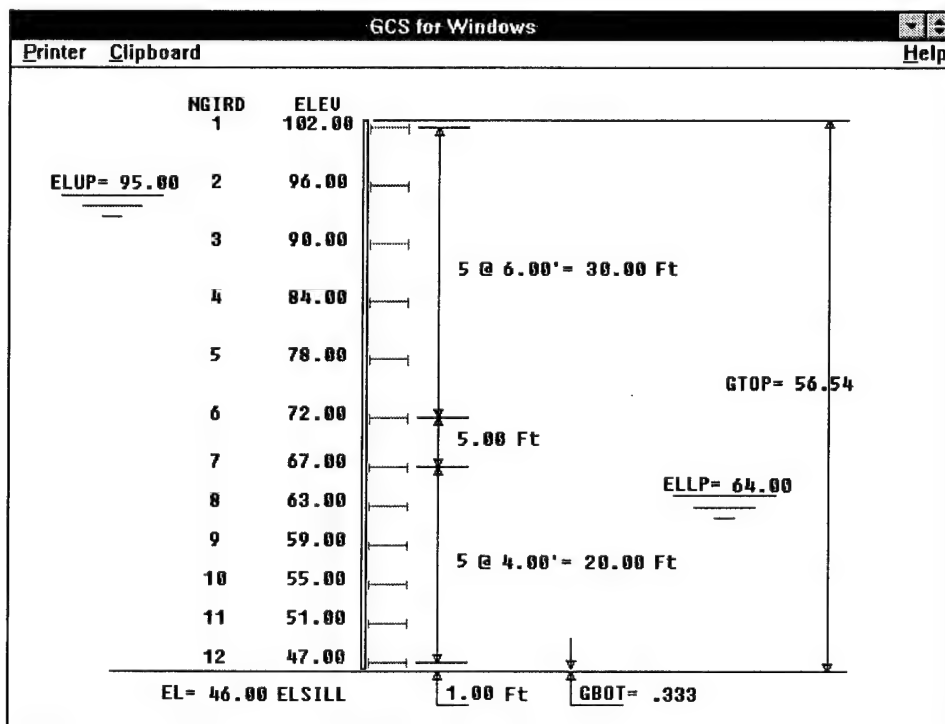 GCS for Windows
Printer Clipboard Help
NGIRD ELEV
1 102.00
ELUP= 95.00 2 96.00
3 90.00
5 @ 6.00'= 30.00 Ft
4 84.00
5 78.00
GTOP= 56.54
6 72.00
5.00 Ft
7 67.00
ELLP= 64.00
8 63.00
9 59.00
5 @ 4.00'= 20.00 Ft
10 55.00
11 51.00
12 47.00
EL= 46.00 ELSILL 1.00 Ft GBOT= .333